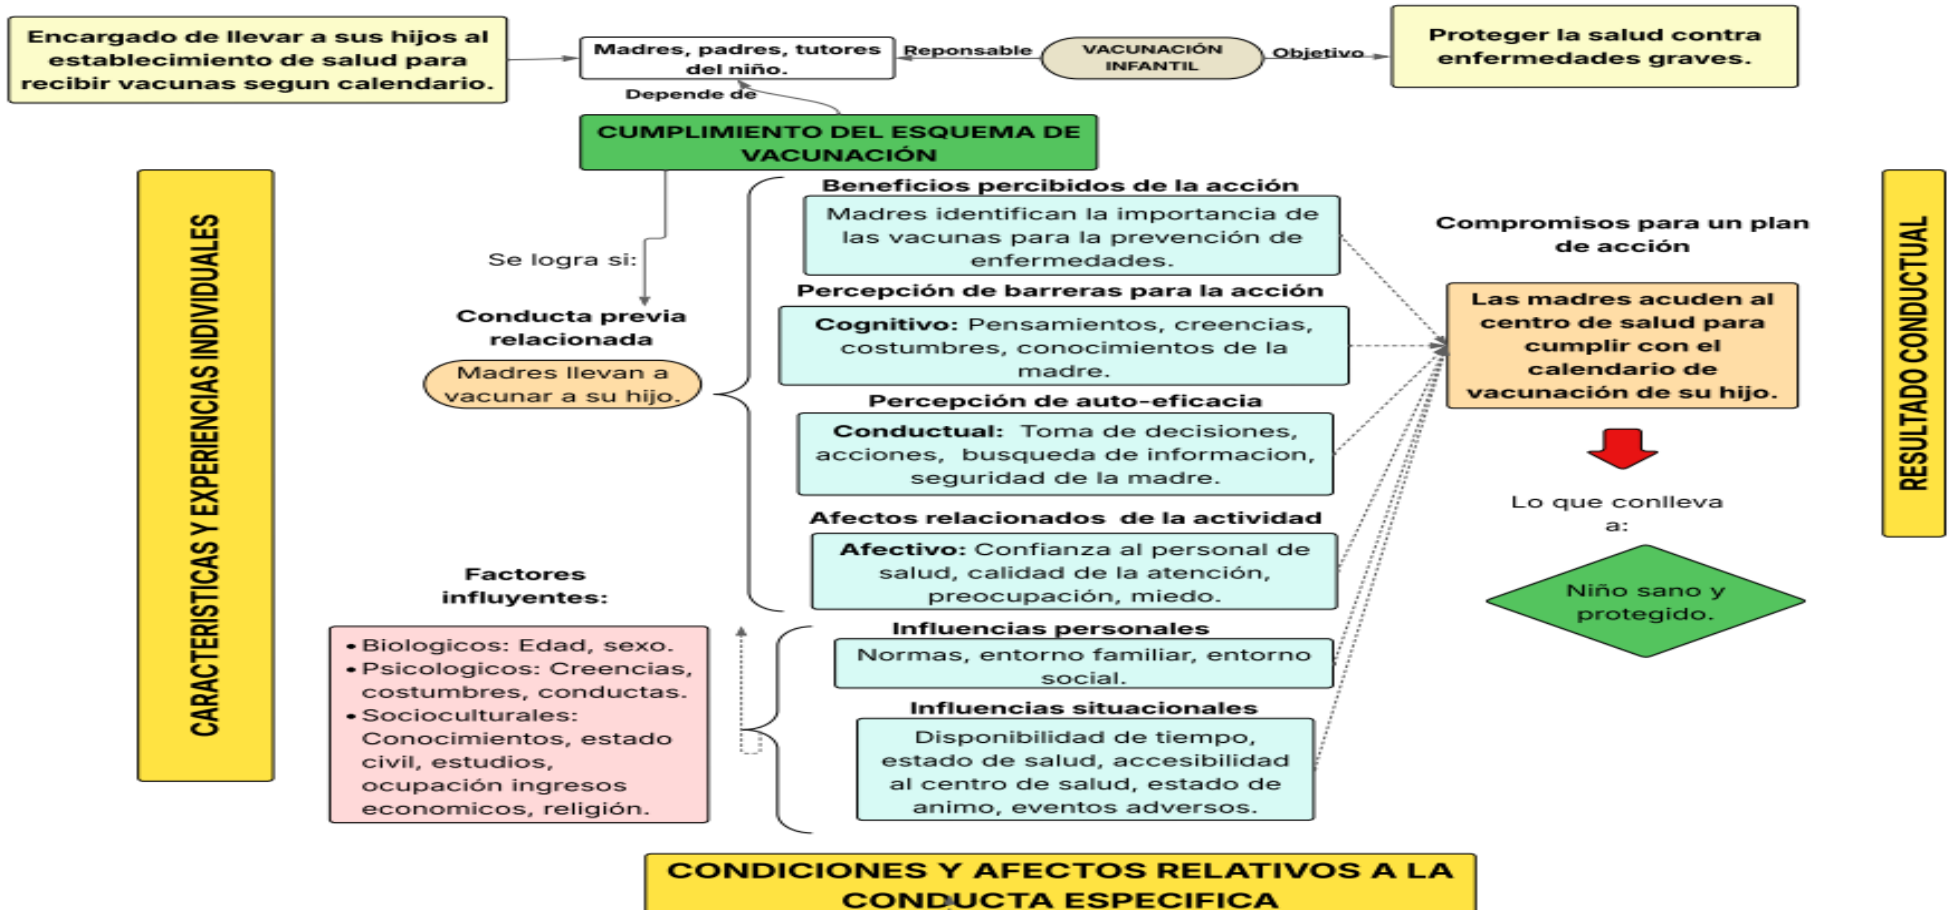 Encargado de llevar a sus hijos al
establecimiento de salud para
recibir vacunas segun calendario.
Madres, padres, tutores
del niño.
Reponsable
VACUNACIÓN
INFANTIL
Objetivo
Proteger la salud contra
enfermedades graves.
Depende de
CUMPLIMIENTO DEL ESQUEMA DE
VACUNACIÓN
CARACTERISTICAS Y EXPERIENCIAS INDIVIDUALES
Se logra si:
Conducta previa
relacionada
Madres llevan a
vacunar a su hijo.
Factores
influyentes:
• Biologicos: Edad, sexo.
• Psicologicos: Creencias,
costumbres, conductas.
• Socioculturales:
Conocimientos, estado
civil, estudios,
ocupación ingresos
economicos, religión.
Beneficios percibidos de la acción
Madres identifican la importancia de
las vacunas para la prevención de
enfermedades.
Percepción de barreras para la acción
Cognitivo: Pensamientos, creencias,
costumbres, conocimientos de la
madre.
Percepción de auto-eficacia
Conductual: Toma de decisiones,
acciones, busqueda de informacion,
seguridad de la madre.
Afectos relacionados de la actividad
Afectivo: Confianza al personal de
salud, calidad de la atención,
preocupación, miedo.
Influencias personales
Normas, entorno familiar, entorno
social.
Influencias situacionales
Disponibilidad de tiempo,
estado de salud, accesibilidad
al centro de salud, estado de
animo, eventos adversos.
Compromisos para un plan
de acción
Las madres acuden al
centro de salud para
cumplir con el
calendario de
vacunación de su hijo.
Lo que conlleva
a:
Niño sano y
protegido.
RESULTADO CONDUCTUAL
CONDICIONES Y AFECTOS RELATIVOS A LA
CONDUCTA ESPECIFICA